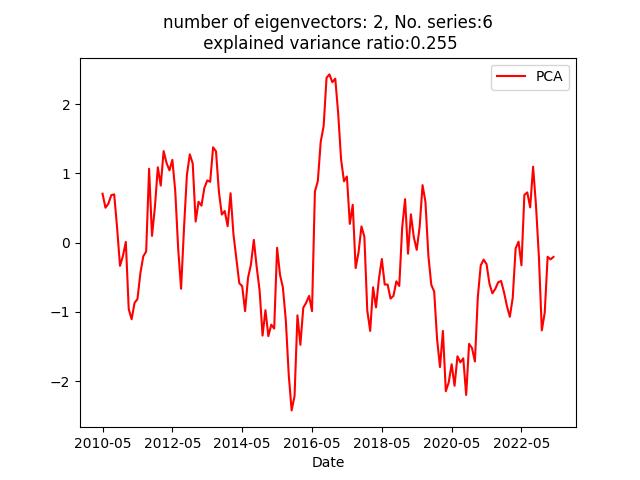 number of eigenvectors: 2, No. series:6
explained variance ratio:0.255
PCA
2
1
0
−1
−2
2010-05 2012-05 2014-05 2016-05 2018-05 2020-05 2022-05
Date